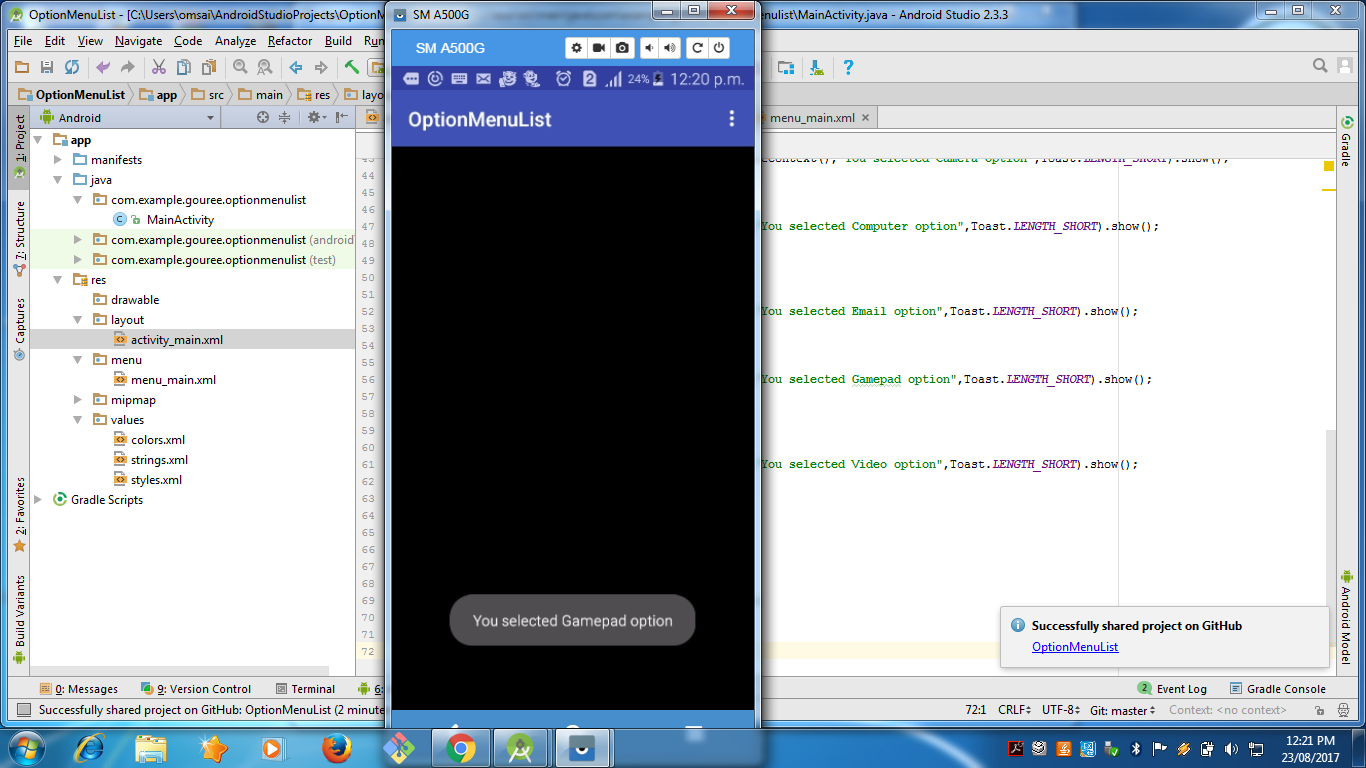 OptionMenuList - [C:\Users\omsai\AndroidStudioProjects\OptionM
SM A500G
nulist\MainActivity.java - Android Studio 2.3.3
File Edit View Navigate Code Analyze Refactor Build Run
SM A500G
24% 12:20 p.m.
OptionMenuList
OptionMenuList app src main res layo
Android
menu_main.xml
app
manifests
java
com.example.gouree.optionmenulist
MainActivity
com.example.gouree.optionmenulist (android
com.example.gouree.optionmenulist (test)
res
drawable
layout
activity_main.xml
menu
menu_main.xml
mipmap
values
colors.xml
strings.xml
styles.xml
Gradle Scripts
1: Project
7: Structure
Captures
2: Favorites
Build Variants
43
44
45
46
47
48
49
50
51
52
53
54
55
56
57
58
59
60
61
62
63
64
65
66
67
68
69
70
71
72
context(), You selected Camera option",Toast.LENGTH_SHORT).show();
You selected Computer option",Toast.LENGTH_SHORT).show();
You selected Email option",Toast.LENGTH_SHORT).show();
You selected Gamepad option",Toast.LENGTH_SHORT).show();
You selected Video option",Toast.LENGTH_SHORT).show();
You selected Gamepad option
Gradle
Android Model
Successfully shared project on GitHub
OptionMenuList
0: Messages 9: Version Control Terminal 6:
2 Event Log Gradle Console
Successfully shared project on GitHub: OptionMenuList (2 minute
72:1 CRLF UTF-8 Git: master Context: <no context>
12:21 PM
23/08/2017